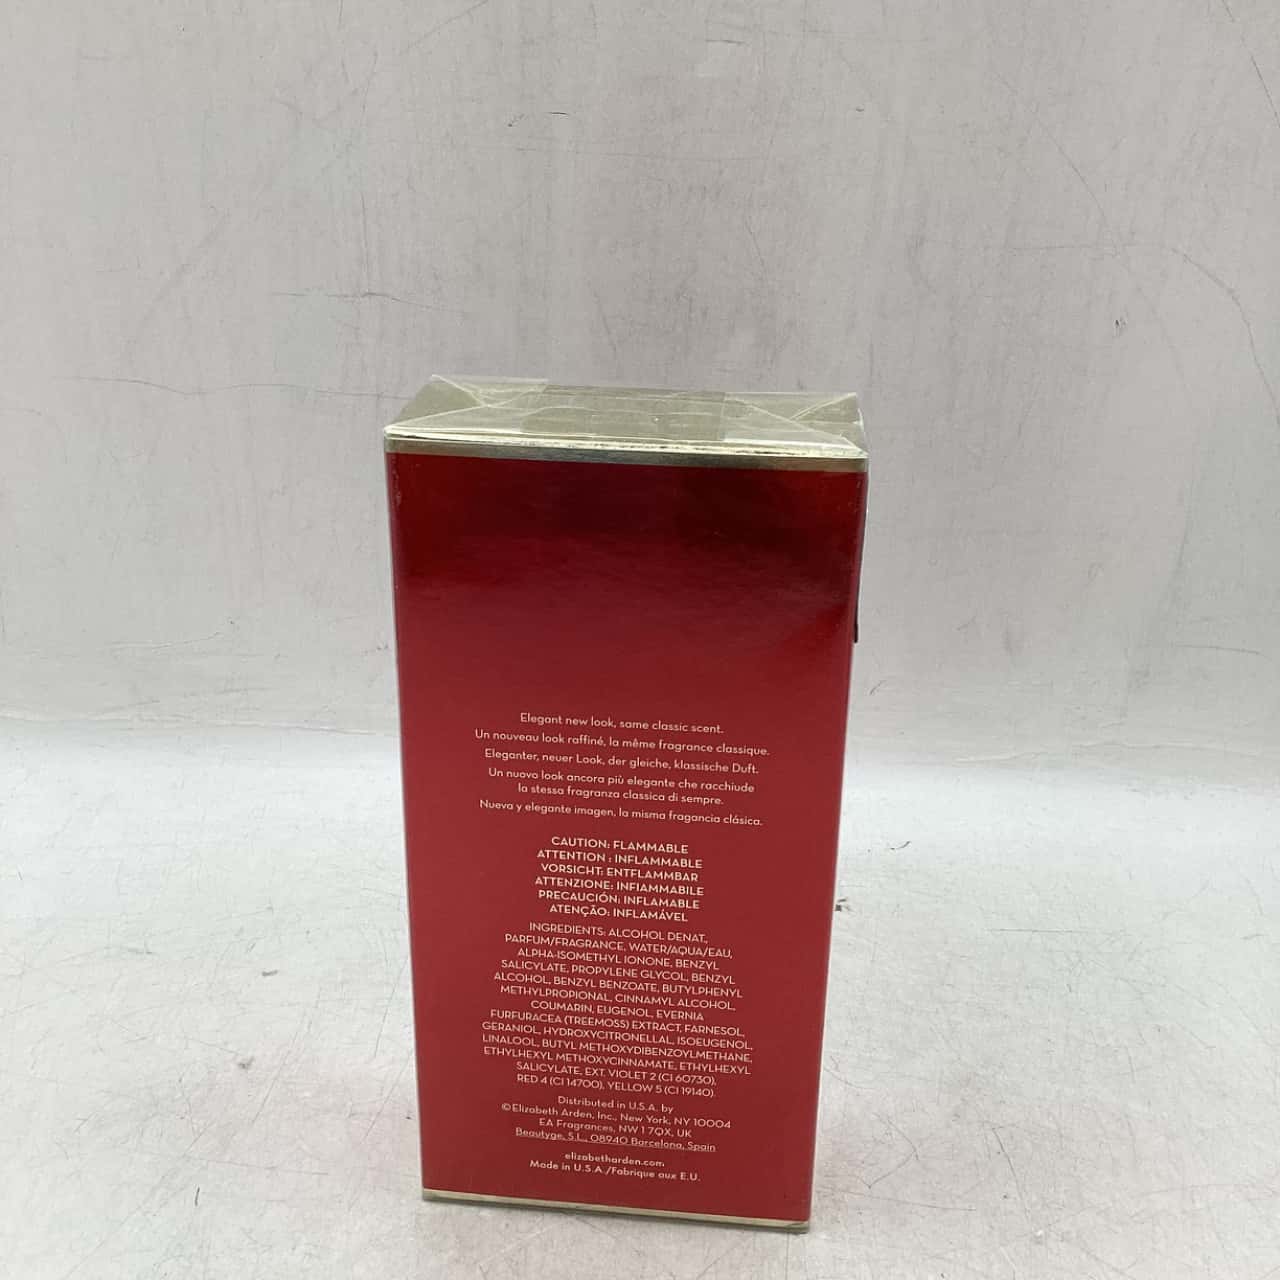 Elegant new look, same classic scent.
Un nouveau look raffiné, la même fragrance classique.
Eleganter, neuer Look, der gleiche, klassische Duft.
Un nuovo look ancora più elegante che racchiude
la stessa fragranza classica di sempre.
Nueva y elegante imagen, la misma fragancia clásica.
CAUTION: FLAMMABLE
ATTENTION : INFLAMMABLE
VORSICHT: ENTFLAMMBAR
ATTENZIONE: INFIAMMABILE
PRECAUCIÓN: INFLAMABLE
ATENÇÃO: INFLAMÁVEL
INGREDIENTS: ALCOHOL DENAT.,
PARFUM/FRAGRANCE, WATER/AQUA/EAU,
ALPHA-ISOMETHYL IONONE, BENZYL
SALICYLATE, PROPYLENE GLYCOL, BENZYL
ALCOHOL, BENZYL BENZOATE, BUTYLPHENYL
METHYLPROPIONAL, CINNAMYL ALCOHOL,
COUMARIN, EUGENOL, EVERNIA
FURFURACEA (TREEMOSS) EXTRACT, FARNESOL,
GERANIOL, HYDROXYCITRONELLAL, ISOEUGENOL,
LINALOOL, BUTYL METHOXYDIBENZOYLMETHANE,
ETHYLHEXYL METHOXYCINNAMATE, ETHYLHEXYL
SALICYLATE, EXT. VIOLET 2 (CI 60730),
RED 4 (CI 14700), YELLOW 5 (CI 19140).
Distributed in U.S.A. by
©Elizabeth Arden, Inc., New York, NY 10004
EA Fragrances, NW1 7QX, UK
Beautyge, S.L., 08940 Barcelona, Spain
elizabetharden.com
Made in U.S.A./Fabrique aux E.U.